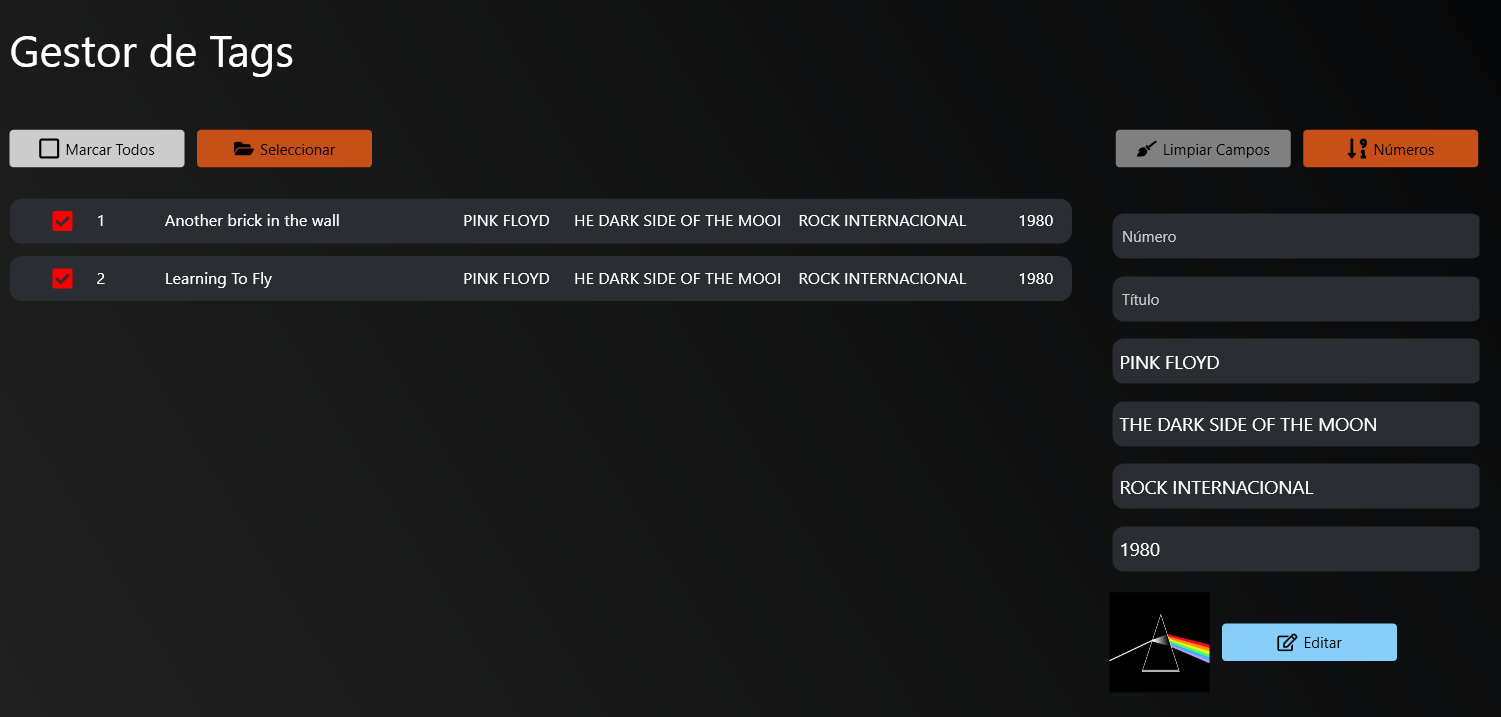 Gestor de Tags
Marcar Todos
Seleccionar
Limpiar Campos
Números
1 Another brick in the wall PINK FLOYD HE DARK SIDE OF THE MOOI ROCK INTERNACIONAL 1980
2 Learning To Fly PINK FLOYD HE DARK SIDE OF THE MOOI ROCK INTERNACIONAL 1980
Número
Título
PINK FLOYD
THE DARK SIDE OF THE MOON
ROCK INTERNACIONAL
1980
Editar